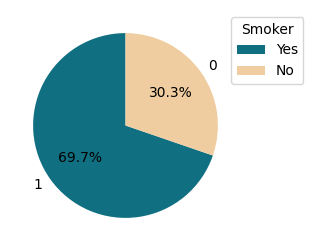 Smoker
Yes
No
0
30.3%
69.7%
1